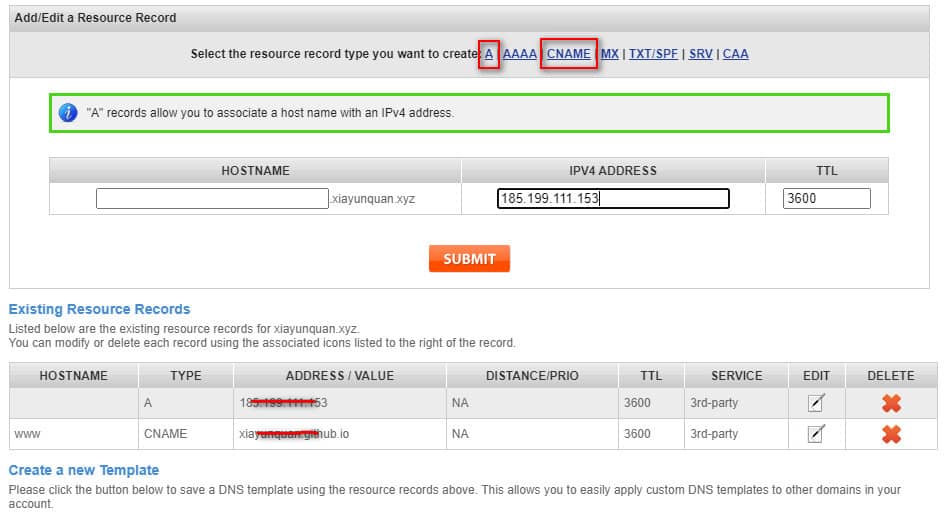 Add/Edit a Resource Record
Select the resource record type you want to create: A | AAAA | CNAME | MX | TXT/SPF | SRV | CAA
"A" records allow you to associate a host name with an IPv4 address.
HOSTNAME IPV4 ADDRESS TTL
.xiayunquan.xyz 185.199.111.153 3600
SUBMIT
Existing Resource Records
Listed below are the existing resource records for xiayunquan.xyz.
You can modify or delete each record using the associated icons listed to the right of the record.
HOSTNAME TYPE ADDRESS / VALUE DISTANCE/PRIO TTL SERVICE EDIT DELETE
A 185.199.111.153 NA 3600 3rd-party
www CNAME xiayunquan.github.io NA 3600 3rd-party
Create a new Template
Please click the button below to save a DNS template using the resource records above. This allows you to easily apply custom DNS templates to other domains in your
account.